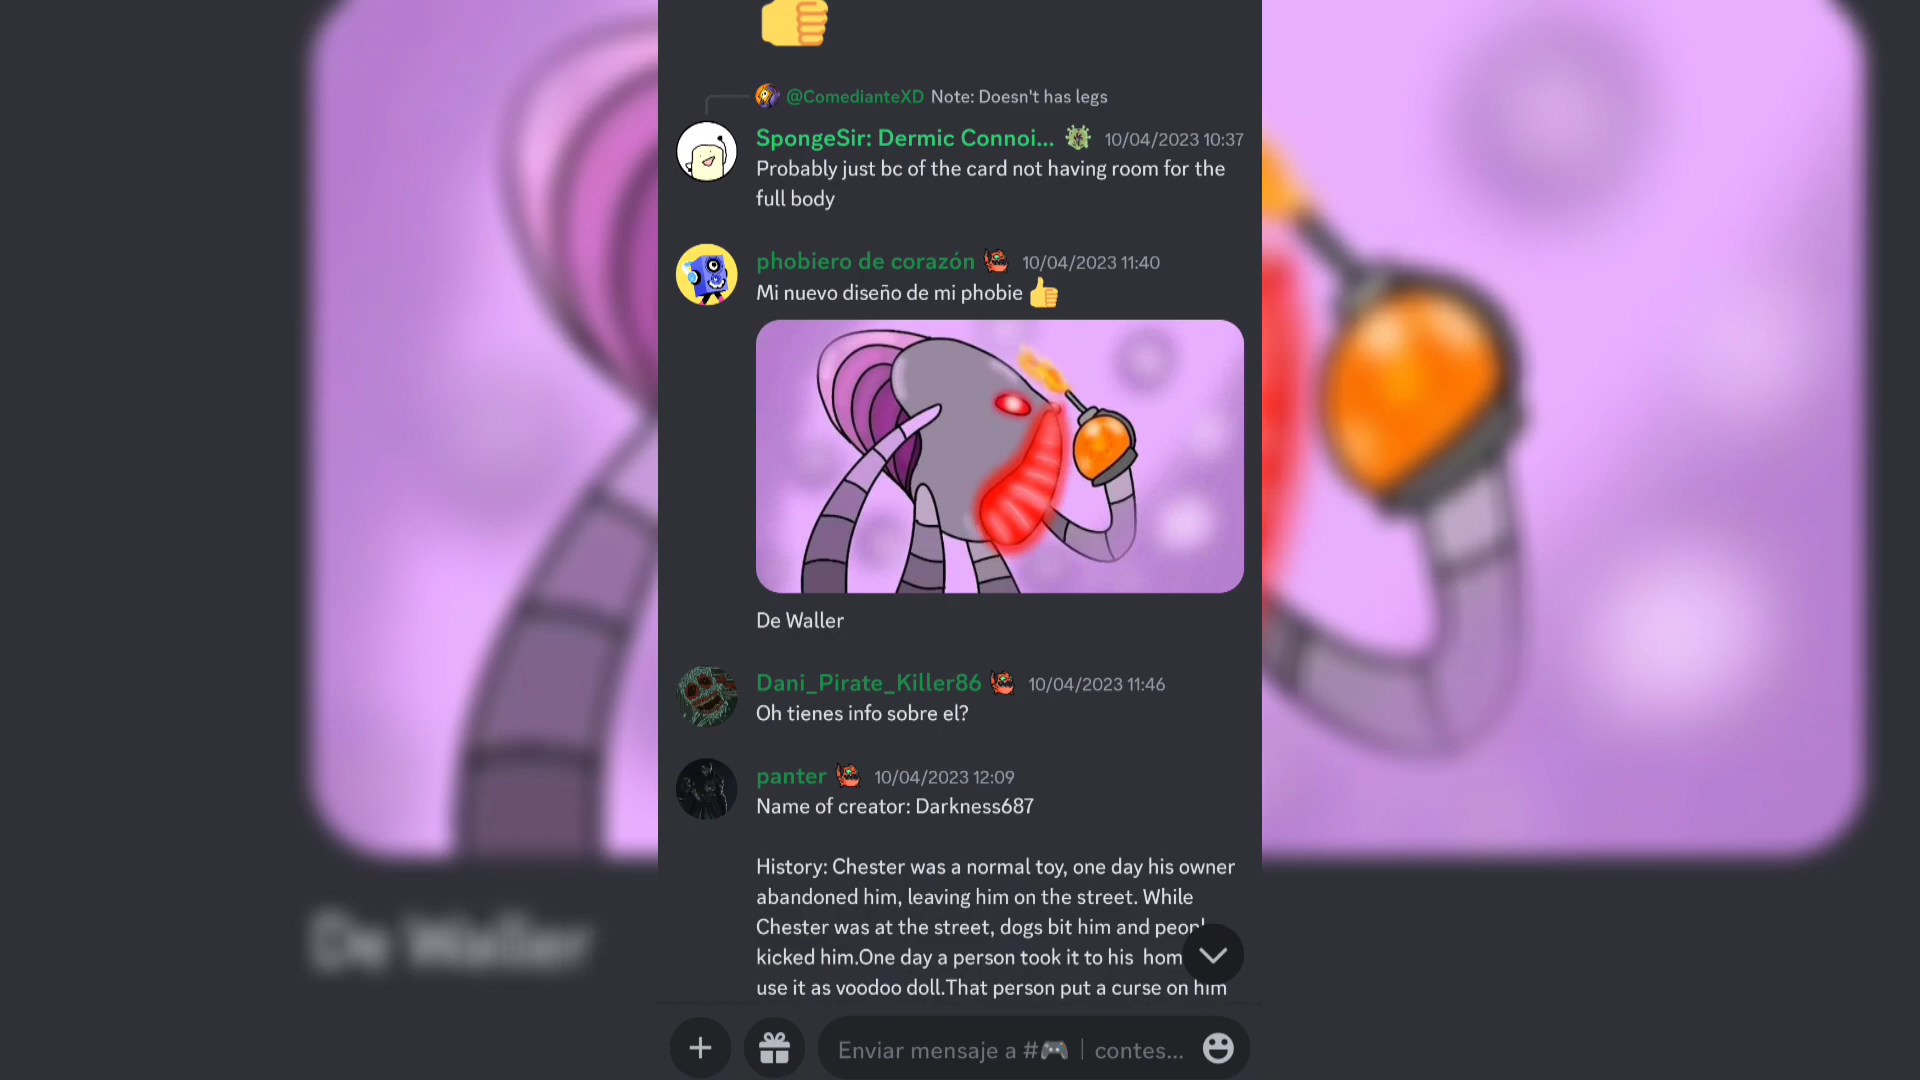 @ComedianteXD Note: Doesn't has legs
SpongeSir: Dermic Connoi... 10/04/2023 10:37
Probably just bc of the card not having room for the
full body
phobiero de corazón 10/04/2023 11:40
Mi nuevo diseño de mi phobie 👍
De Waller
Dani_Pirate_Killer86 10/04/2023 11:46
Oh tienes info sobre el?
panter 10/04/2023 12:09
Name of creator: Darkness687
History: Chester was a normal toy, one day his owner
abandoned him, leaving him on the street. While
Chester was at the street, dogs bit him and
kicked him.One day a person took it to his
use it as voodoo doll.That person put a curse on him
Enviar mensaje a #🎮 | contes...
De Waller